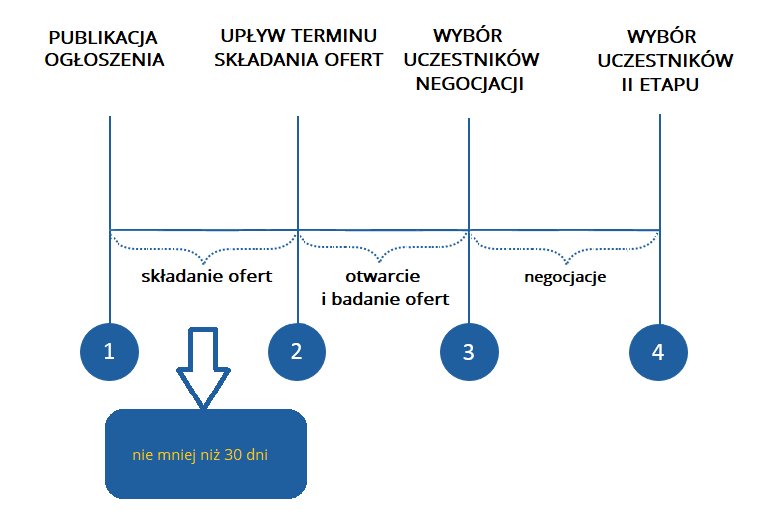 PUBLIKACJA
OGŁOSZENIA
UPŁYW TERMINU
SKŁADANIA OFERT
WYBÓR
UCZESTNIKÓW
NEGOCJACJI
WYBÓR
UCZESTNIKÓW
II ETAPU
składanie ofert
otwarcie
i badanie ofert
negocjacje
1
2
3
4
nie mniej niż 30 dni